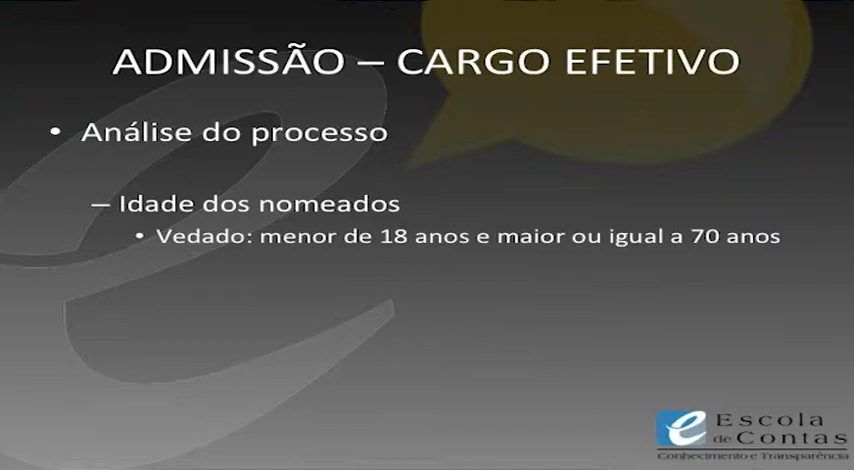 ADMISSÃO – CARGO EFETIVO
• Análise do processo
– Idade dos nomeados
• Vedado: menor de 18 anos e maior ou igual a 70 anos
e Escola
de Contas
Conhecimento e Transparência